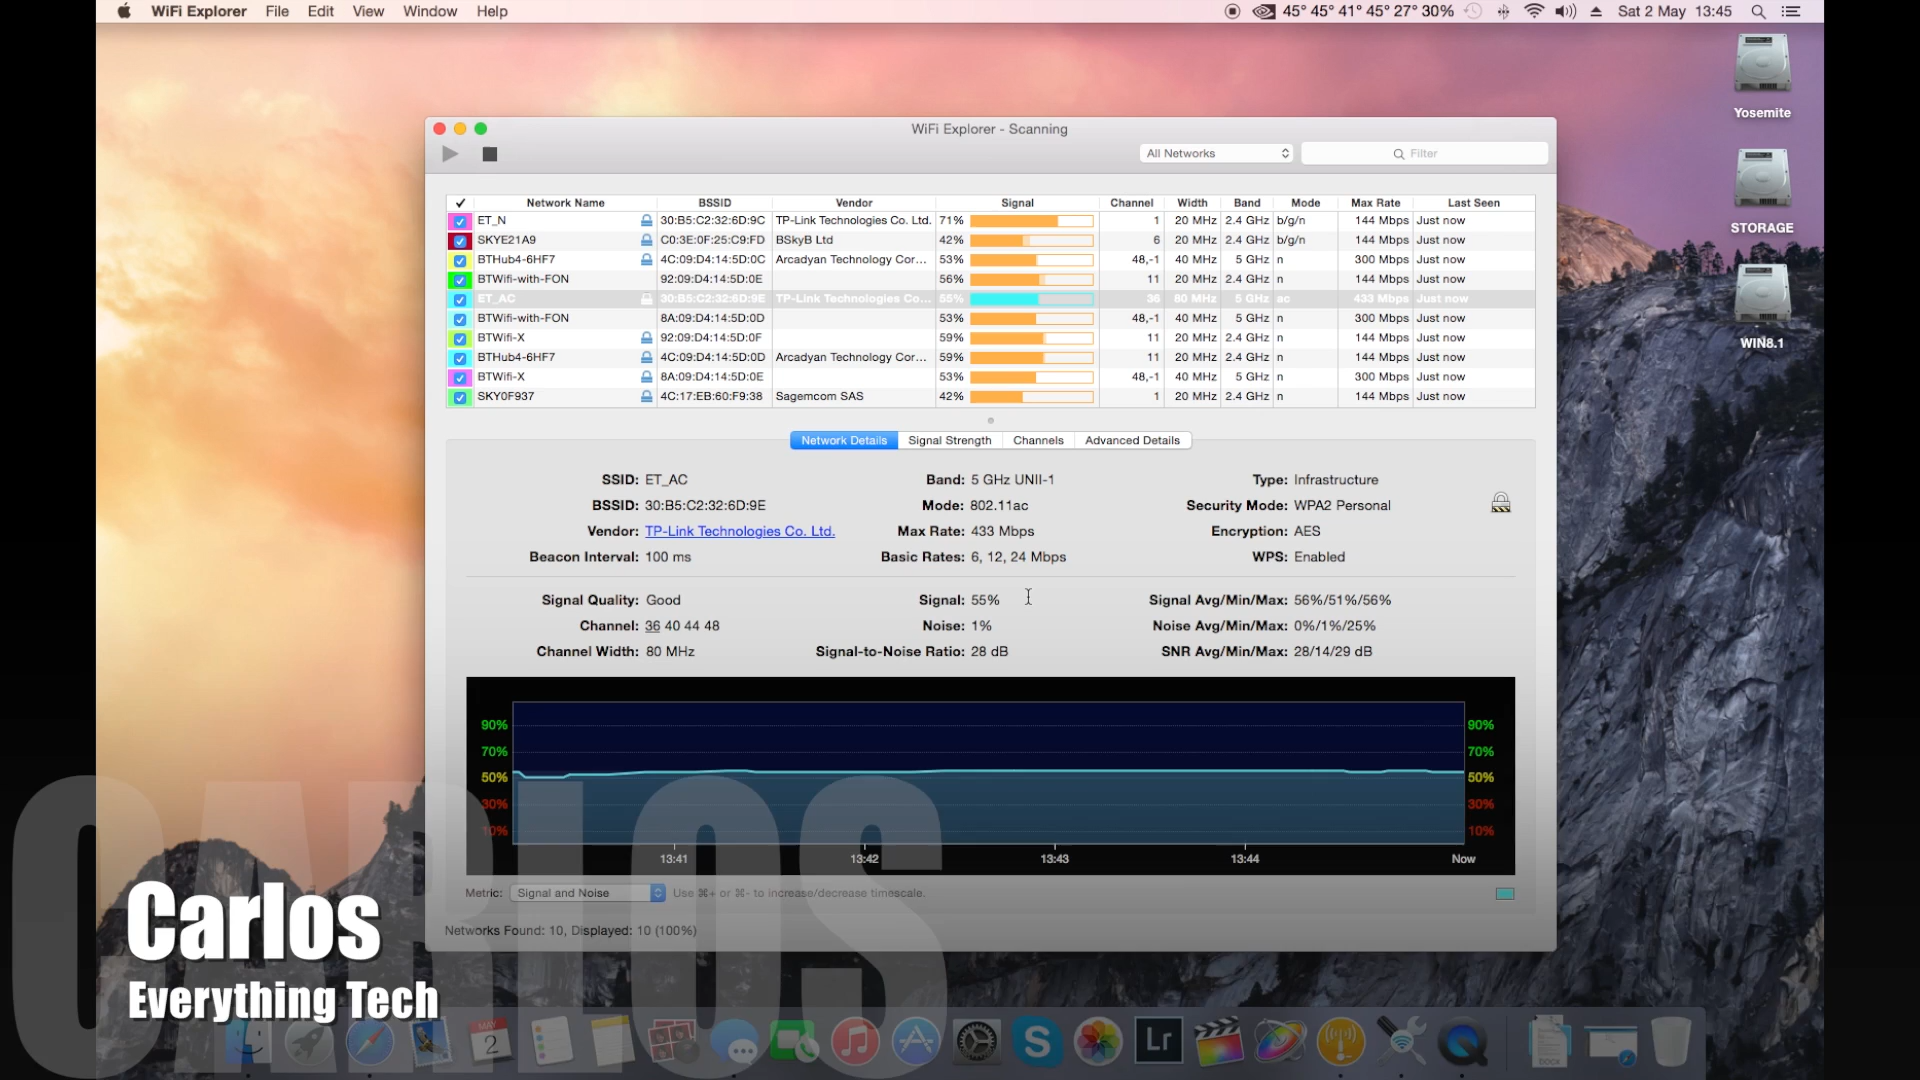 WiFi Explorer File Edit View Window Help
45° 45° 41° 45° 27° 30% Sat 2 May 13:45
Yosemite
STORAGE
WIN8.1
WiFi Explorer - Scanning
All Networks Filter
✓ Network Name BSSID Vendor Signal Channel Width Band Mode Max Rate Last Seen
ET_N 30:B5:C2:32:6D:9C TP-Link Technologies Co. Ltd. 71% 1 20 MHz 2.4 GHz b/g/n 144 Mbps Just now
SKYE21A9 C0:3E:0F:25:C9:FD BSkyB Ltd 42% 6 20 MHz 2.4 GHz b/g/n 144 Mbps Just now
BTHub4-6HF7 4C:09:D4:14:5D:0C Arcadyan Technology Cor... 53% 48,-1 40 MHz 5 GHz n 300 Mbps Just now
BTWifi-with-FON 92:09:D4:14:5D:0E 56% 11 20 MHz 2.4 GHz n 144 Mbps Just now
ET_AC 30:B5:C2:32:6D:9E TP-Link Technologies Co... 55% 36 80 MHz 5 GHz ac 433 Mbps Just now
BTWifi-with-FON 8A:09:D4:14:5D:0D 53% 48,-1 40 MHz 5 GHz n 300 Mbps Just now
BTWifi-X 92:09:D4:14:5D:0F 59% 11 20 MHz 2.4 GHz n 144 Mbps Just now
BTHub4-6HF7 4C:09:D4:14:5D:0D Arcadyan Technology Cor... 59% 11 20 MHz 2.4 GHz n 144 Mbps Just now
BTWifi-X 8A:09:D4:14:5D:0E 53% 48,-1 40 MHz 5 GHz n 300 Mbps Just now
SKY0F937 4C:17:EB:60:F9:38 Sagemcom SAS 42% 1 20 MHz 2.4 GHz n 144 Mbps Just now
Network Details Signal Strength Channels Advanced Details
SSID: ET_AC Band: 5 GHz UNII-1 Type: Infrastructure
BSSID: 30:B5:C2:32:6D:9E Mode: 802.11ac Security Mode: WPA2 Personal
Vendor: TP-Link Technologies Co. Ltd. Max Rate: 433 Mbps Encryption: AES
Beacon Interval: 100 ms Basic Rates: 6, 12, 24 Mbps WPS: Enabled
Signal Quality: Good Signal: 55% Signal Avg/Min/Max: 56%/51%/56%
Channel: 36 40 44 48 Noise: 1% Noise Avg/Min/Max: 0%/1%/25%
Channel Width: 80 MHz Signal-to-Noise Ratio: 28 dB SNR Avg/Min/Max: 28/14/29 dB
90% 90%
70% 70%
50% 50%
30% 30%
10% 10%
13:41 13:42 13:43 13:44 Now
Metric: Signal and Noise Use ⌘+ or ⌘- to increase/decrease timescale.
Networks Found: 10, Displayed: 10 (100%)
CARLOS
Carlos
Everything Tech
MAY
2
Lr
DOCX